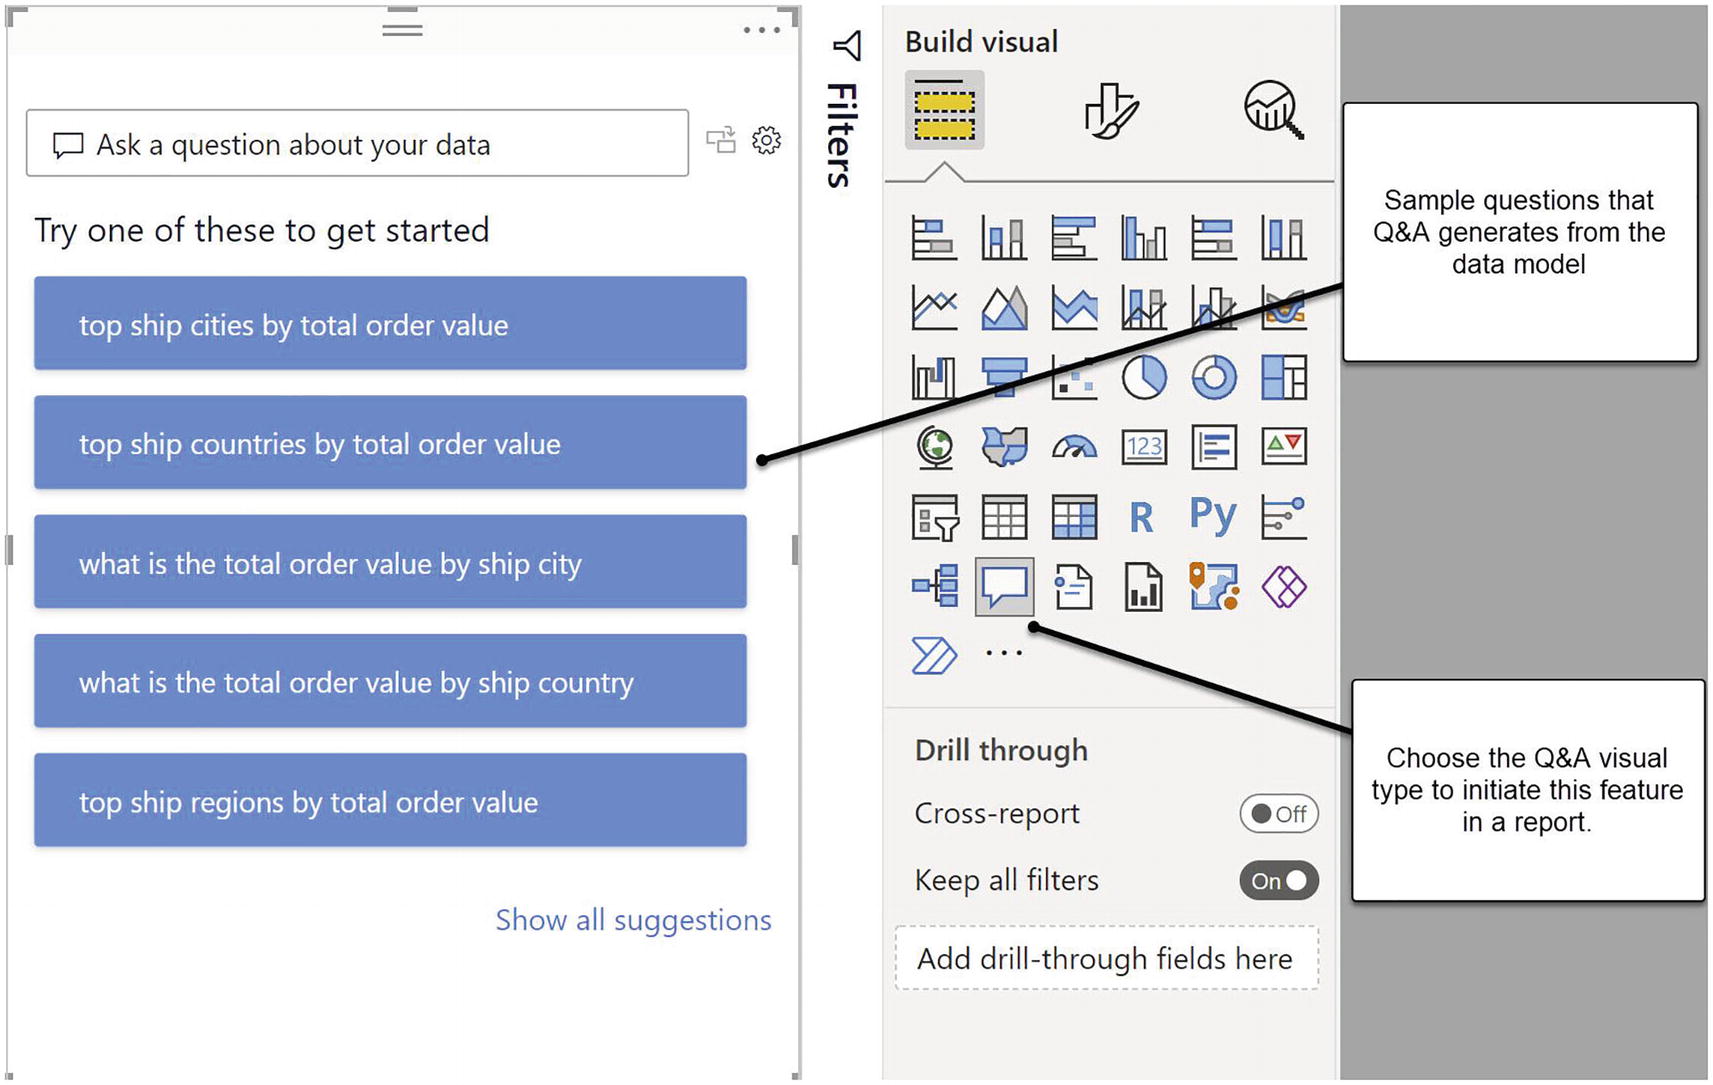 Ask a question about your data
Try one of these to get started
top ship cities by total order value
top ship countries by total order value
what is the total order value by ship city
what is the total order value by ship country
top ship regions by total order value
Show all suggestions
Filters
Build visual
123
R
Py
Drill through
Cross-report
Off
Keep all filters
On
Add drill-through fields here
Sample questions that
Q&A generates from the
data model
Choose the Q&A visual
type to initiate this feature
in a report.